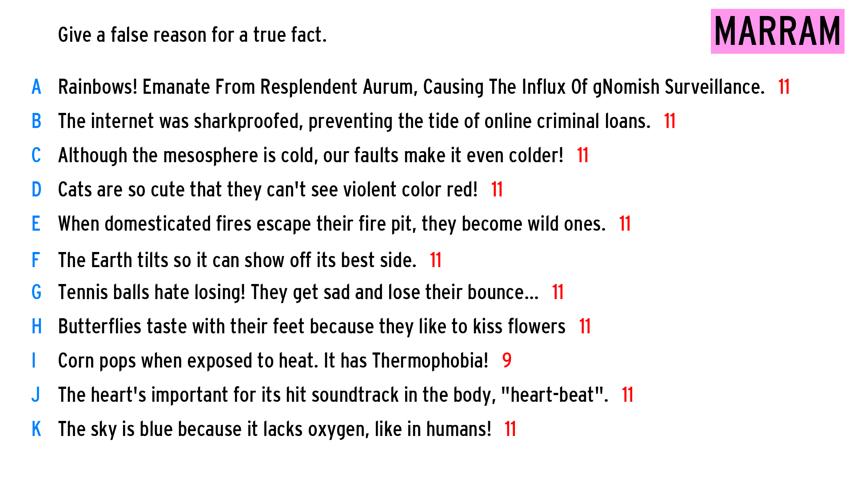 Give a false reason for a true fact.
MARRAM
A Rainbows! Emanate From Resplendent Aurum, Causing The Influx Of gNomish Surveillance. 11
B The internet was sharkproofed, preventing the tide of online criminal loans. 11
C Although the mesosphere is cold, our faults make it even colder! 11
D Cats are so cute that they can't see violent color red! 11
E When domesticated fires escape their fire pit, they become wild ones. 11
F The Earth tilts so it can show off its best side. 11
G Tennis balls hate losing! They get sad and lose their bounce... 11
H Butterflies taste with their feet because they like to kiss flowers 11
I Corn pops when exposed to heat. It has Thermophobia! 9
J The heart's important for its hit soundtrack in the body, "heart-beat". 11
K The sky is blue because it lacks oxygen, like in humans! 11